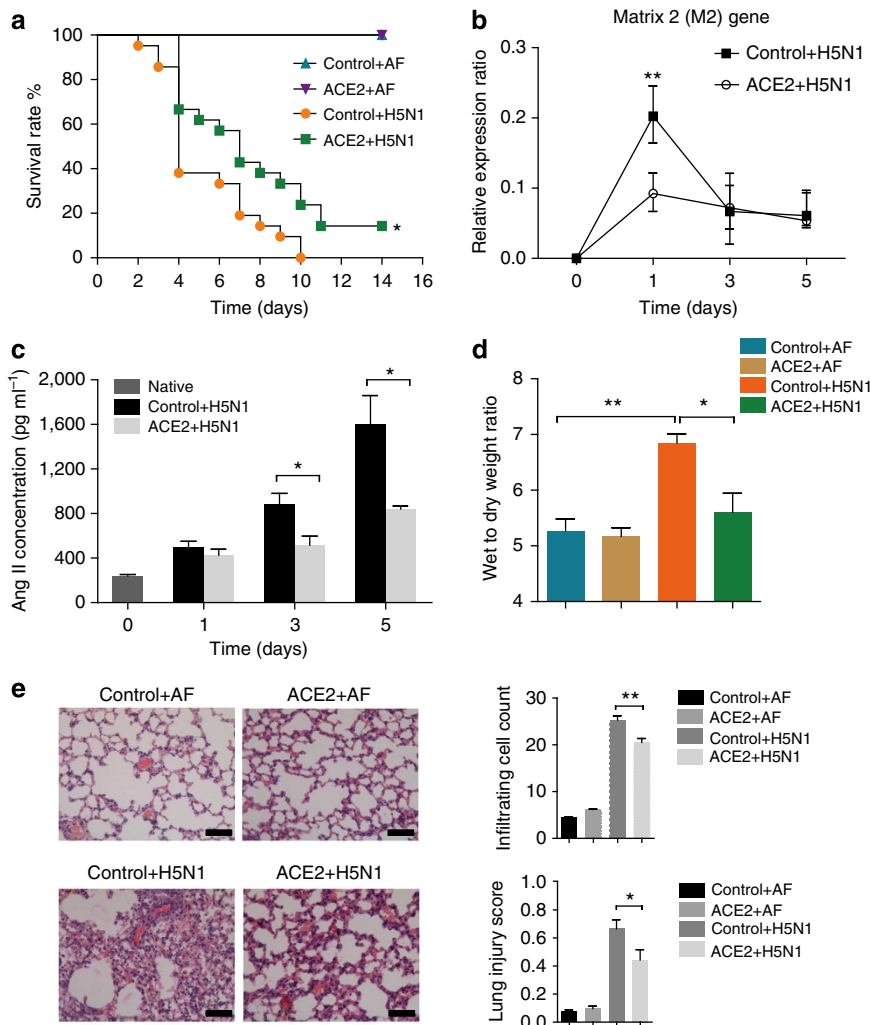 a
100
80
60
40
20
0
Survival rate %
0 2 4 6 8 10 12 14 16
Time (days)
Control+AF
ACE2+AF
Control+H5N1
ACE2+H5N1
*
b
Matrix 2 (M2) gene
0.3
0.2
0.1
0.0
Relative expression ratio
0 1 3 5
Time (days)
Control+H5N1
ACE2+H5N1
**
c
2,000
1,600
1,200
800
400
0
Ang II concentration (pg ml−1)
Native
Control+H5N1
ACE2+H5N1
*
*
0 1 3 5
Time (days)
d
Control+AF
ACE2+AF
Control+H5N1
ACE2+H5N1
8
7
6
5
4
Wet to dry weight ratio
** *
e
Control+AF
ACE2+AF
Control+H5N1
ACE2+H5N1
30
20
10
0
Infiltrating cell count
**
Control+AF
ACE2+AF
Control+H5N1
ACE2+H5N1
1.0
0.8
0.6
0.4
0.2
0.0
Lung injury score
*
Control+AF
ACE2+AF
Control+H5N1
ACE2+H5N1